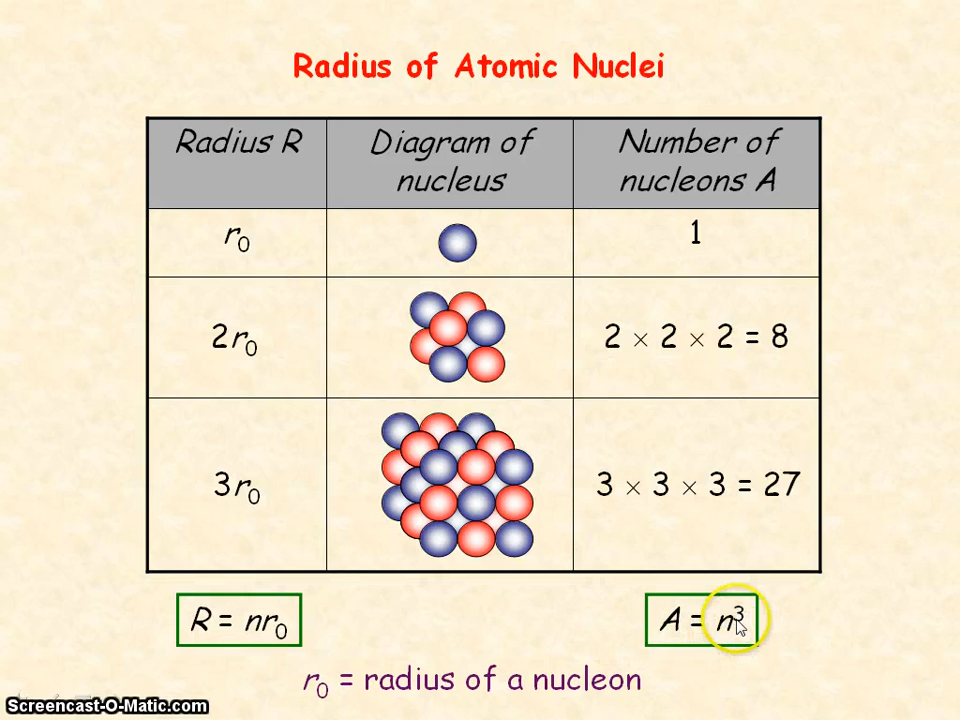 Radius of Atomic Nuclei
Radius R
Diagram of
nucleus
Number of
nucleons A
r₀
1
2r₀
2 × 2 × 2 = 8
3r₀
3 × 3 × 3 = 27
R = nr₀
A = n³
r₀ = radius of a nucleon
Screencast-O-Matic.com